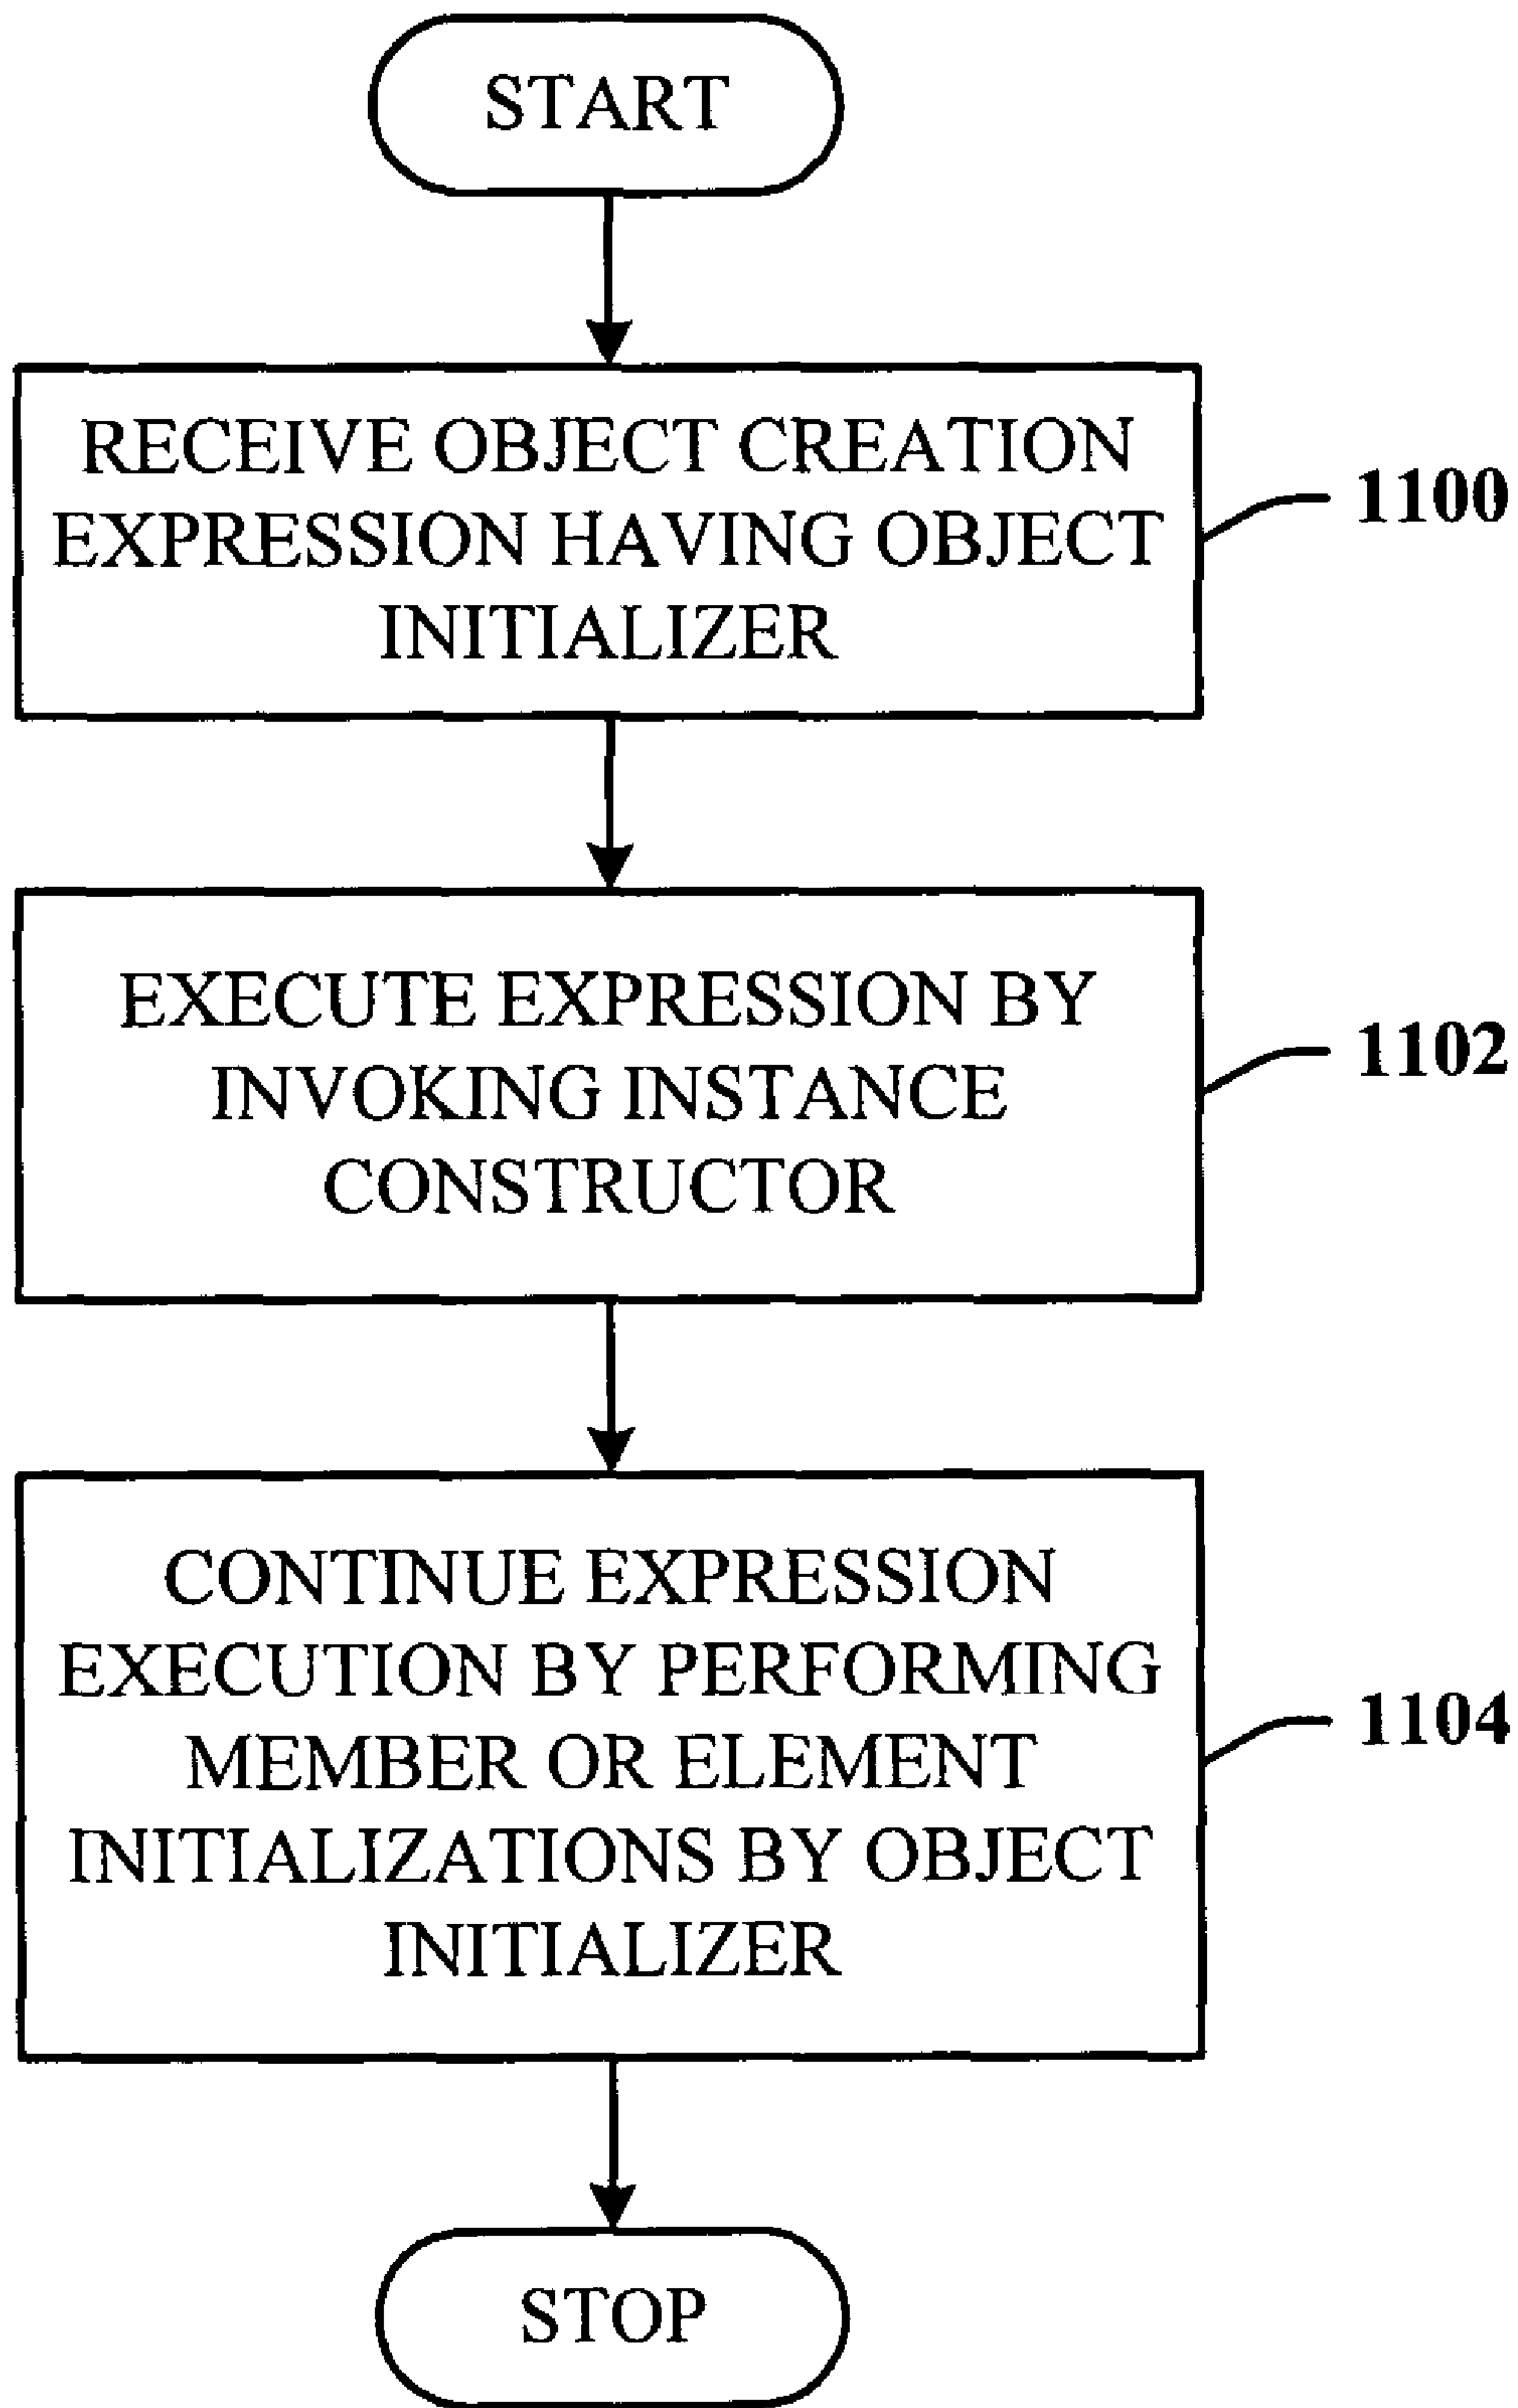 START
RECEIVE OBJECT CREATION
EXPRESSION HAVING OBJECT
INITIALIZER
1100
EXECUTE EXPRESSION BY
INVOKING INSTANCE
CONSTRUCTOR
1102
CONTINUE EXPRESSION
EXECUTION BY PERFORMING
MEMBER OR ELEMENT
INITIALIZATIONS BY OBJECT
INITIALIZER
1104
STOP